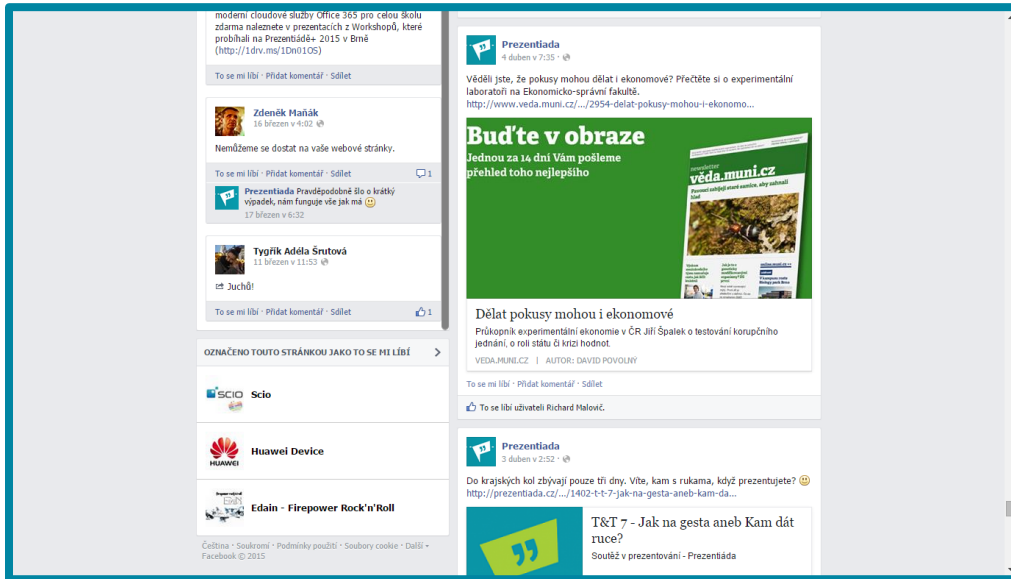 moderní cloudové služby Office 365 pro celou školu
zdarma naleznete v prezentacích z Workshopů, které
probíhali na Prezentiádě+ 2015 v Brně
(http://1drv.ms/1Dn01OS)
To se mi líbí · Přidat komentář · Sdílet
Zdeněk Maňák
16 březen v 4:02
Nemůžeme se dostat na vaše webové stránky.
To se mi líbí · Přidat komentář · Sdílet
1
Prezentiada Pravděpodobně šlo o krátký
výpadek, nám funguje vše jak má
17 březen v 6:32
Tygřík Adéla Šrutová
11 březen v 11:53
Juchů!
To se mi líbí · Přidat komentář · Sdílet
1
OZNAČENO TOUTO STRÁNKOU JAKO TO SE MI LÍBÍ
SCIO
Scio
HUAWEI
Huawei Device
Edain - Firepower Rock'n'Roll
Čeština · Soukromí · Podmínky použití · Soubory cookie · Další
Facebook © 2015
Prezentiada
4 duben v 7:35 ·
Věděli jste, že pokusy mohou dělat i ekonomové? Přečtěte si o experimentální
laboratoři na Ekonomicko-správní fakultě.
http://www.veda.muni.cz/.../2954-delat-pokusy-mohou-i-ekonomo...
Buďte v obraze
Jednou za 14 dní Vám pošleme
přehled toho nejlepšího
newsletter
věda.muni.cz
Pavouci zabíjejí staré samice, aby zahnali
hlad
Dělat pokusy mohou i ekonomové
Průkopník experimentální ekonomie v ČR Jiří Špalek o testování korupčního
jednání, o roli státu či krizi hodnot.
VEDA.MUNI.CZ | AUTOR: DAVID POVOLNÝ
To se mi líbí · Přidat komentář · Sdílet
To se líbí uživateli Richard Malovič.
Prezentiada
3 duben v 2:52 ·
Do krajských kol zbývají pouze tři dny. Víte, kam s rukama, když prezentujete?
http://prezentiada.cz/.../1402-t-t-7-jak-na-gesta-aneb-kam-da...
T&T 7 - Jak na gesta aneb Kam dát
ruce?
Soutěž v prezentování - Prezentiáda